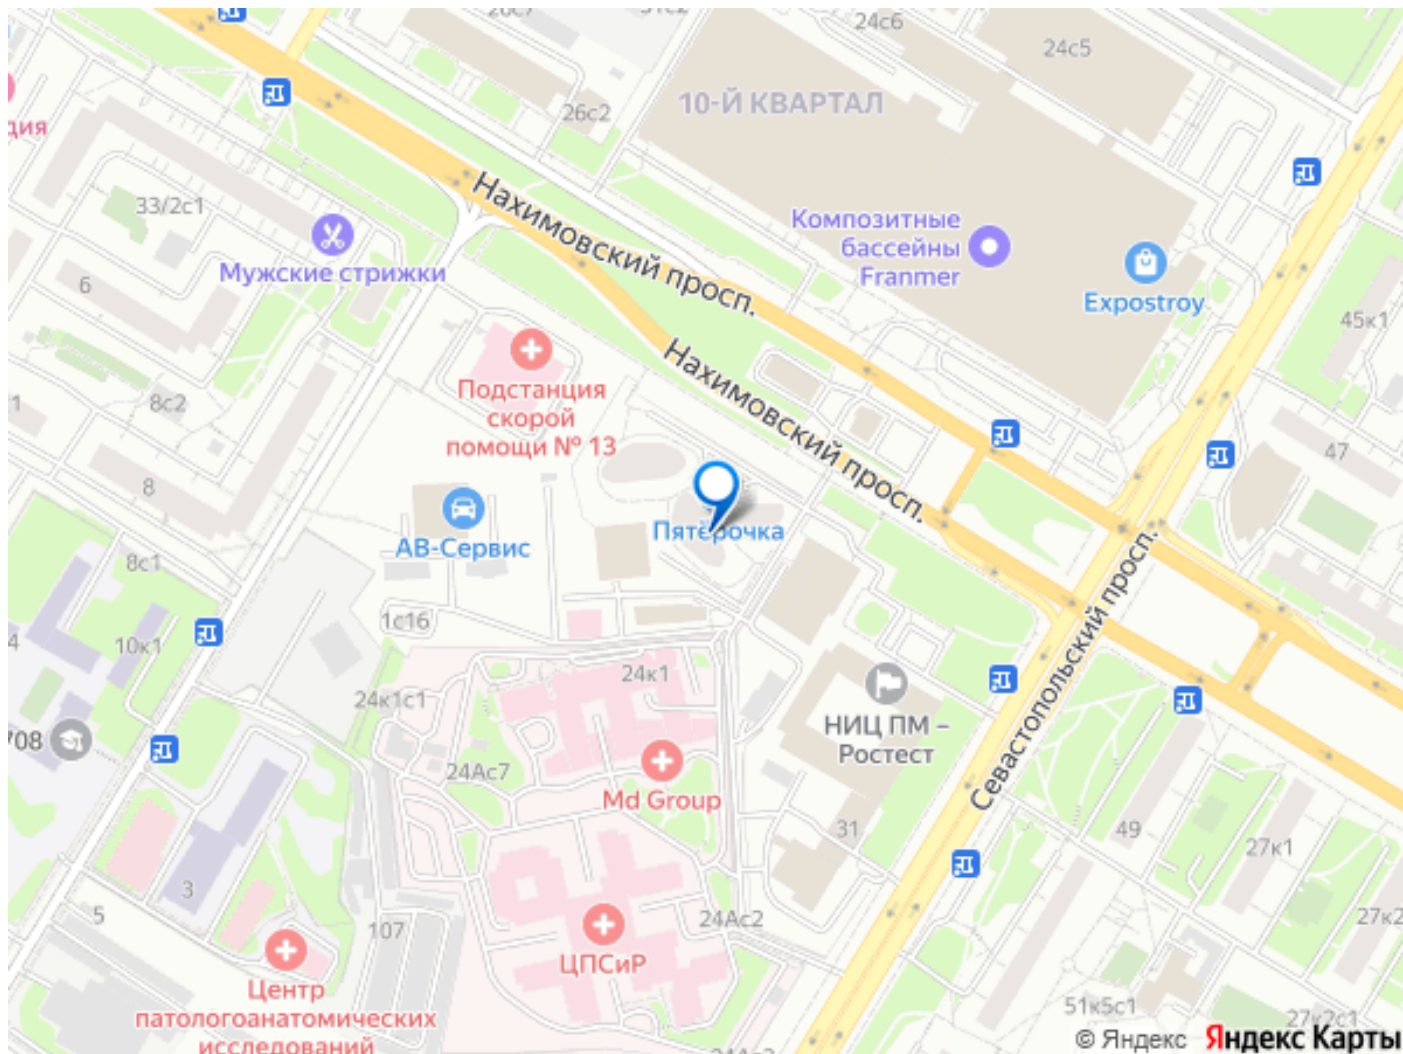 24с6
24с5
10-Й КВАРТАЛ
26с2
дия
33/2с1
Нахимовский просп.
Композитные
бассейны
Franmer
Мужские стрижки
6
Expostroy
45к1
Нахимовский просп.
Подстанция
скорой
помощи № 13
8с2
47
8
Пятёрочка
АВ-Сервис
8с1
1с16
10к1
24к1
24к1с1
Севастопольский просп.
НИЦ ПМ –
Ростест
708
24Ас7
Md Group
31
49
27к1
3
5
107
24Ас2
27к2
ЦПСиР
Центр
патологоанатомических
исследований
51к5с1
27к2с1
© Яндекс Яндекс Карты